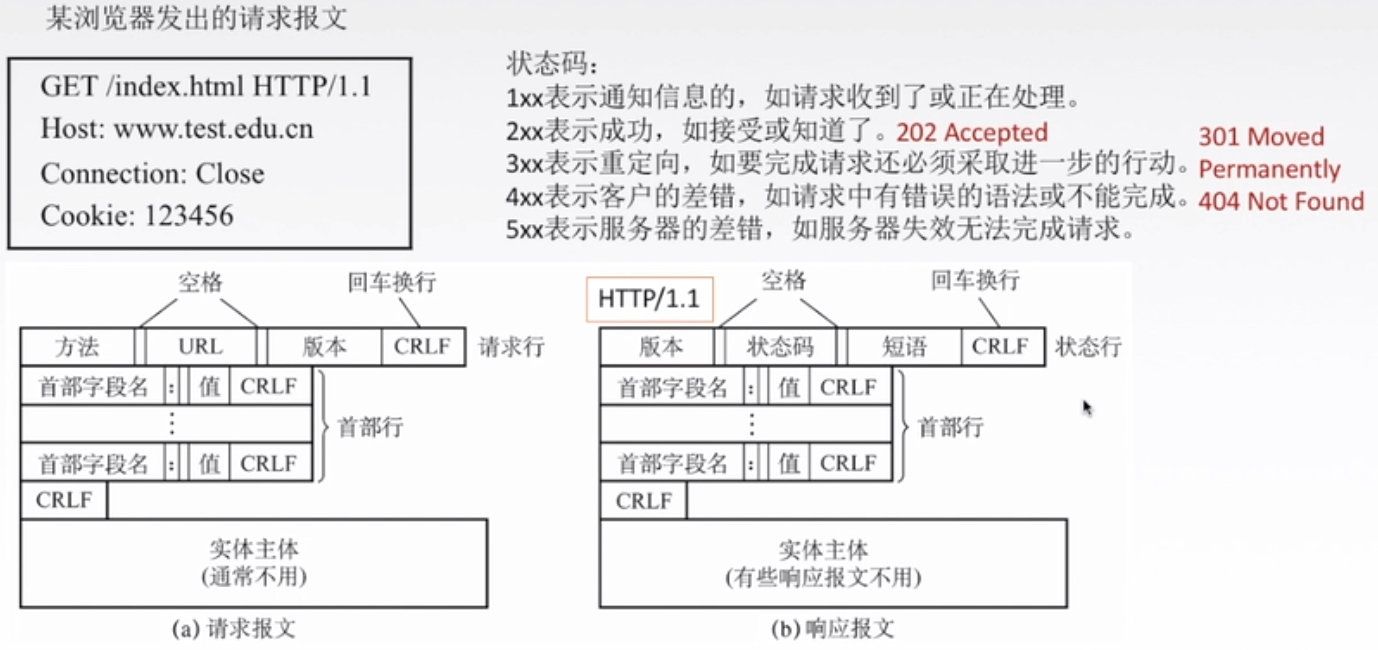 某浏览器发出的请求报文
GET /index.html HTTP/1.1
Host: www.test.edu.cn
Connection: Close
Cookie: 123456
状态码：
1xx表示通知信息的，如请求收到了或正在处理。
2xx表示成功，如接受或知道了。202 Accepted
3xx表示重定向，如要完成请求还必须采取进一步的行动。
301 Moved
Permanently
4xx表示客户的差错，如请求中有错误的语法或不能完成。404 Not Found
5xx表示服务器的差错，如服务器失效无法完成请求。
空格 回车换行
方法 URL 版本 CRLF 请求行
首部字段名 : 值 CRLF
⋮ 首部行
首部字段名 : 值 CRLF
CRLF
实体主体
(通常不用)
(a) 请求报文
HTTP/1.1 空格 回车换行
版本 状态码 短语 CRLF 状态行
首部字段名 : 值 CRLF
⋮ 首部行
首部字段名 : 值 CRLF
CRLF
实体主体
(有些响应报文不用)
(b) 响应报文